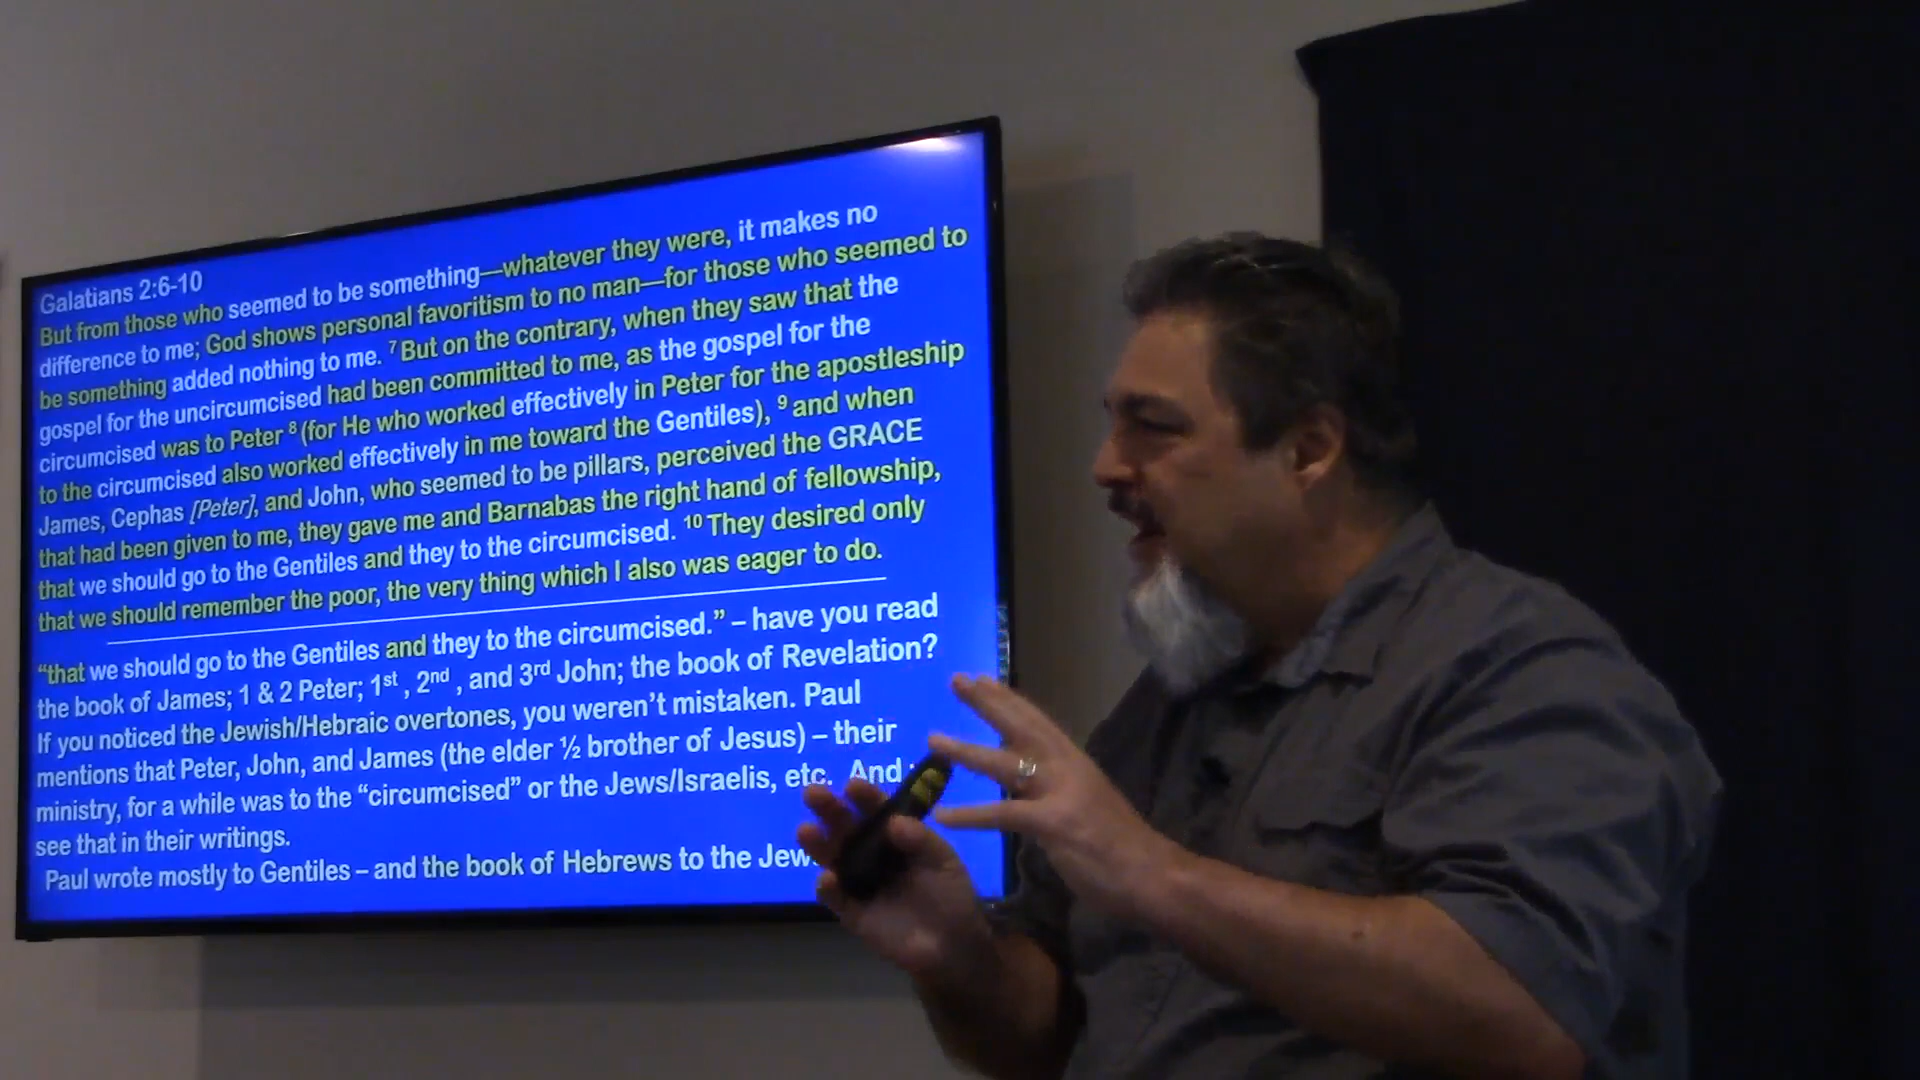 Galatians 2:6-10
But from those who seemed to be something—whatever they were, it makes no
difference to me; God shows personal favoritism to no man—for those who seemed to
be something added nothing to me. 7 But on the contrary, when they saw that the
gospel for the uncircumcised had been committed to me, as the gospel for the
circumcised was to Peter 8 (for He who worked effectively in Peter for the apostleship
to the circumcised also worked effectively in me toward the Gentiles), 9 and when
James, Cephas [Peter], and John, who seemed to be pillars, perceived the GRACE
that had been given to me, they gave me and Barnabas the right hand of fellowship,
that we should go to the Gentiles and they to the circumcised. 10 They desired only
that we should remember the poor, the very thing which I also was eager to do.
“that we should go to the Gentiles and they to the circumcised.” – have you read
the book of James; 1 & 2 Peter; 1st , 2nd , and 3rd John; the book of Revelation?
If you noticed the Jewish/Hebraic overtones, you weren’t mistaken. Paul
mentions that Peter, John, and James (the elder ½ brother of Jesus) – their
ministry, for a while was to the “circumcised” or the Jews/Israelis, etc. And
see that in their writings.
Paul wrote mostly to Gentiles – and the book of Hebrews to the